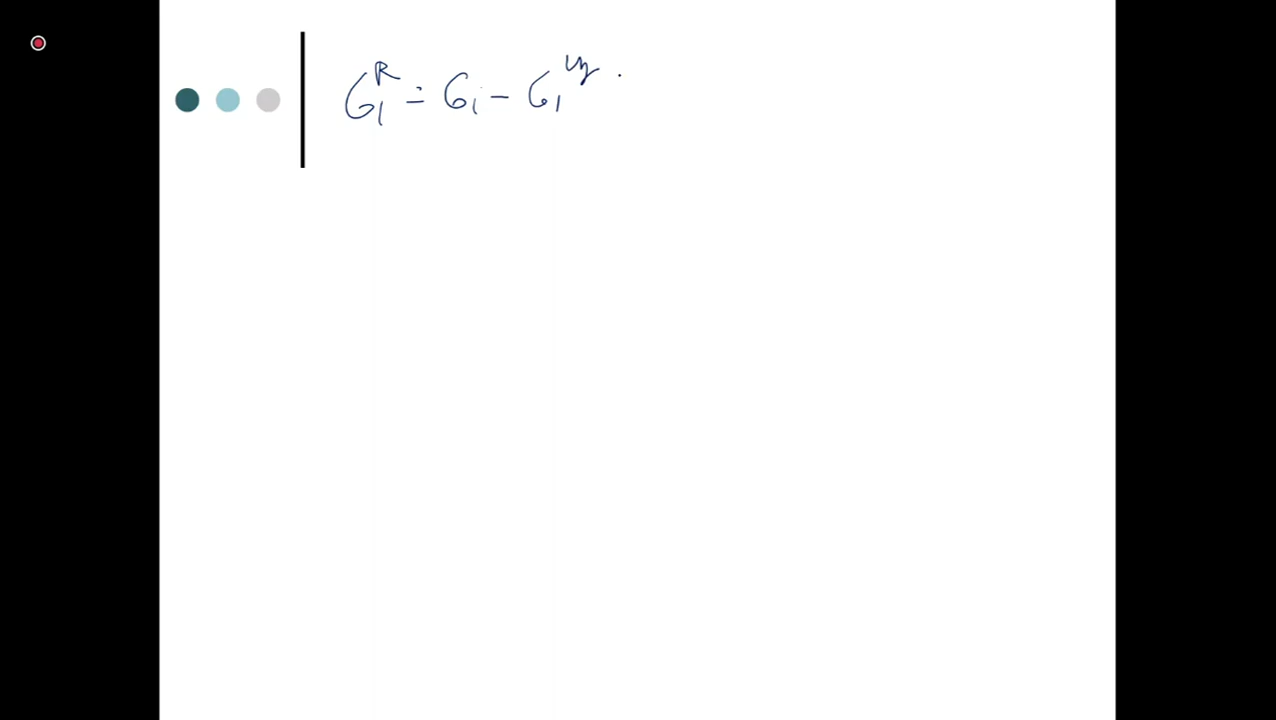 G₁ᴿ = G₁ − G₁ⁱᵍ